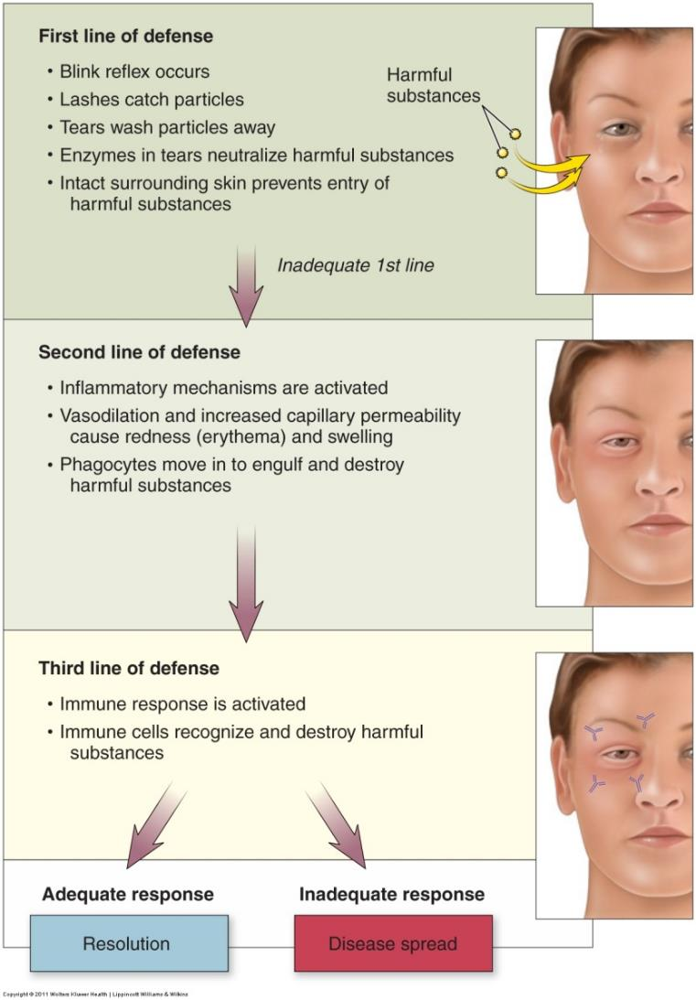 First line of defense
• Blink reflex occurs
• Lashes catch particles
• Tears wash particles away
• Enzymes in tears neutralize harmful substances
• Intact surrounding skin prevents entry of
harmful substances
Harmful
substances
Inadequate 1st line
Second line of defense
• Inflammatory mechanisms are activated
• Vasodilation and increased capillary permeability
cause redness (erythema) and swelling
• Phagocytes move in to engulf and destroy
harmful substances
Third line of defense
• Immune response is activated
• Immune cells recognize and destroy harmful
substances
Adequate response
Inadequate response
Resolution
Disease spread
Copyright © 2011 Wolters Kluwer Health | Lippincott Williams & Wilkins